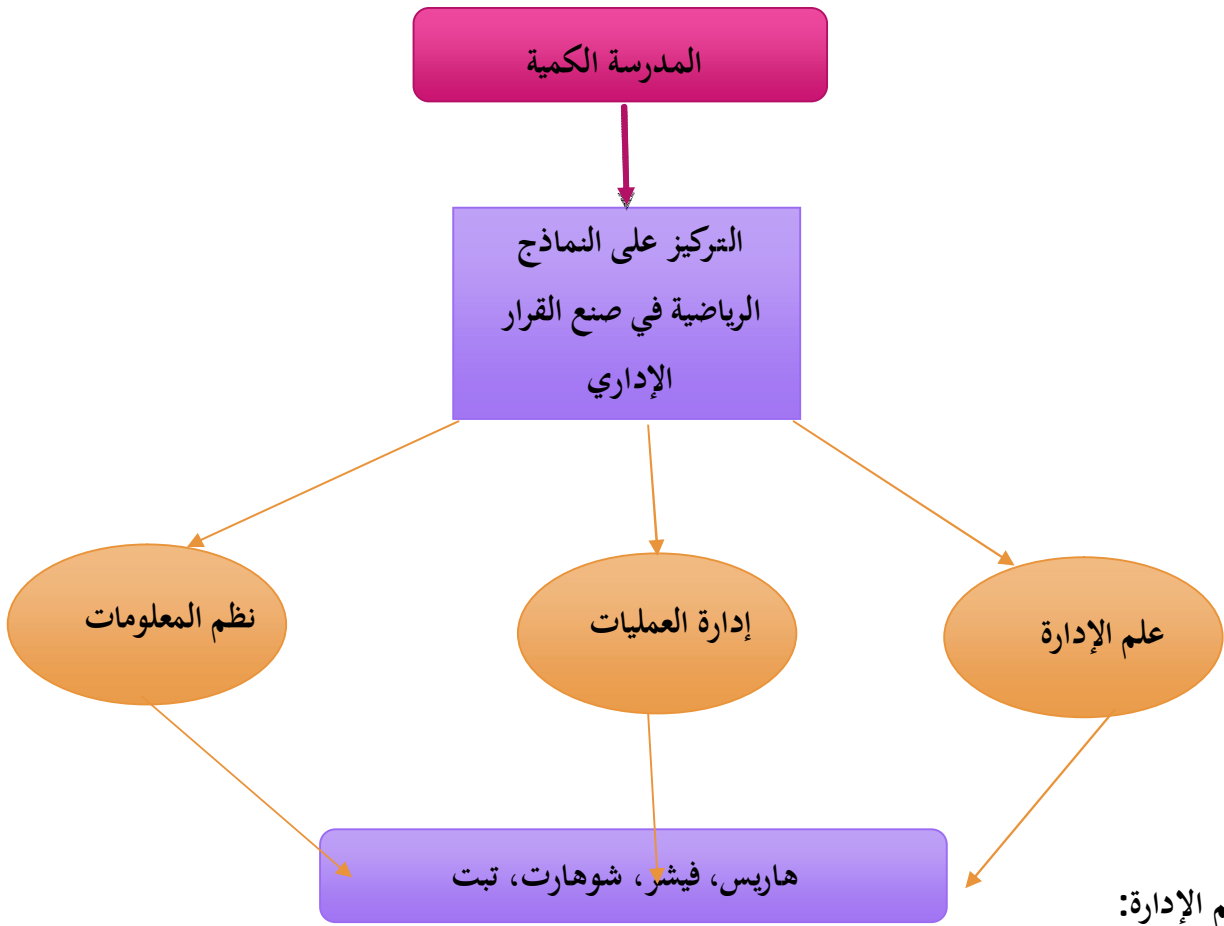 المدرسة الكمية
التركيز على النماذج
الرياضية في صنع القرار
الإداري
علم الإدارة
إدارة العمليات
نظم المعلومات
هاريس، فيشر، شوهارت، تبت
م الإدارة: